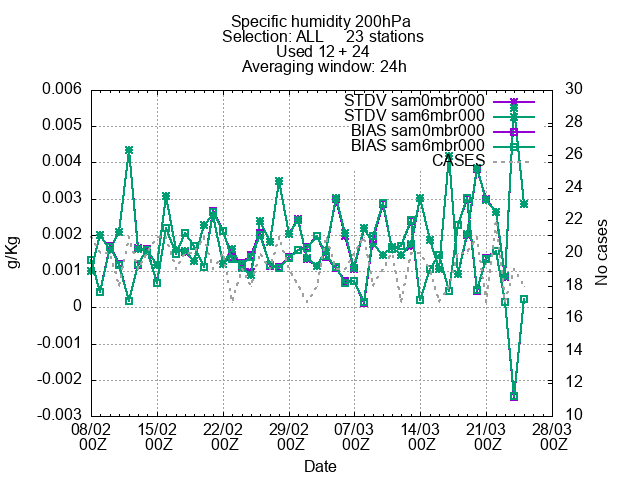 Specific humidity 200hPa
Selection: ALL 23 stations
Used 12 + 24
Averaging window: 24h
0.006
0.005
0.004
0.003
0.002
0.001
0
-0.001
-0.002
-0.003
g/Kg
30
28
26
24
22
20
18
16
14
12
10
No cases
STDV sam0mbr000
STDV sam6mbr000
BIAS sam0mbr000
BIAS sam6mbr000
CASES
08/02 15/02 22/02 29/02 07/03 14/03 21/03 28/03
00Z 00Z 00Z 00Z 00Z 00Z 00Z 00Z
Date